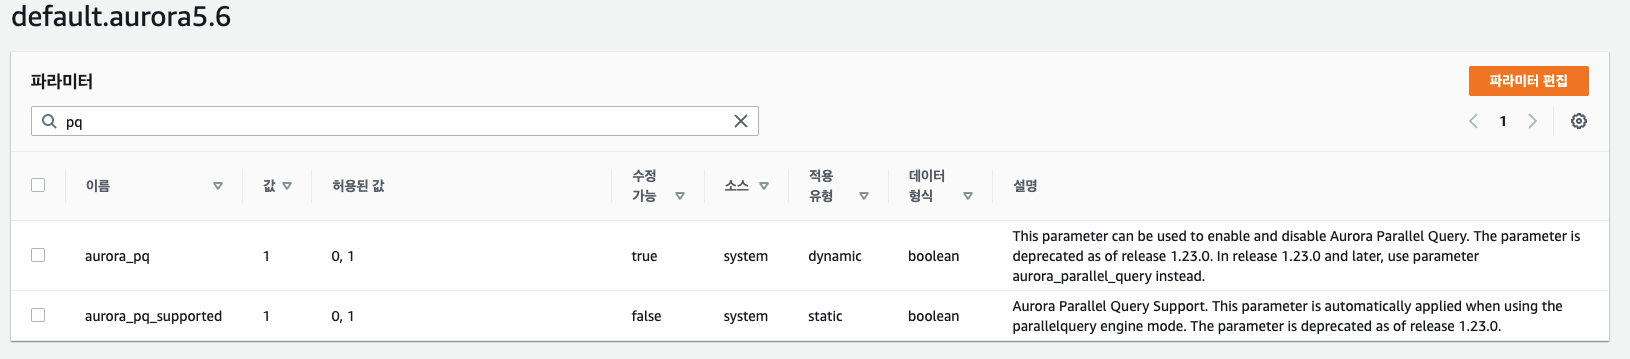 default.aurora5.6
파라미터
파라미터 편집
pq
1
이름
값
허용된 값
수정
가능
소스
적용
유형
데이터
형식
설명
aurora_pq
1
0, 1
true
system
dynamic
boolean
This parameter can be used to enable and disable Aurora Parallel Query. The parameter is
deprecated as of release 1.23.0. In release 1.23.0 and later, use parameter
aurora_parallel_query instead.
aurora_pq_supported
1
0, 1
false
system
static
boolean
Aurora Parallel Query Support. This parameter is automatically applied when using the
parallelquery engine mode. The parameter is deprecated as of release 1.23.0.